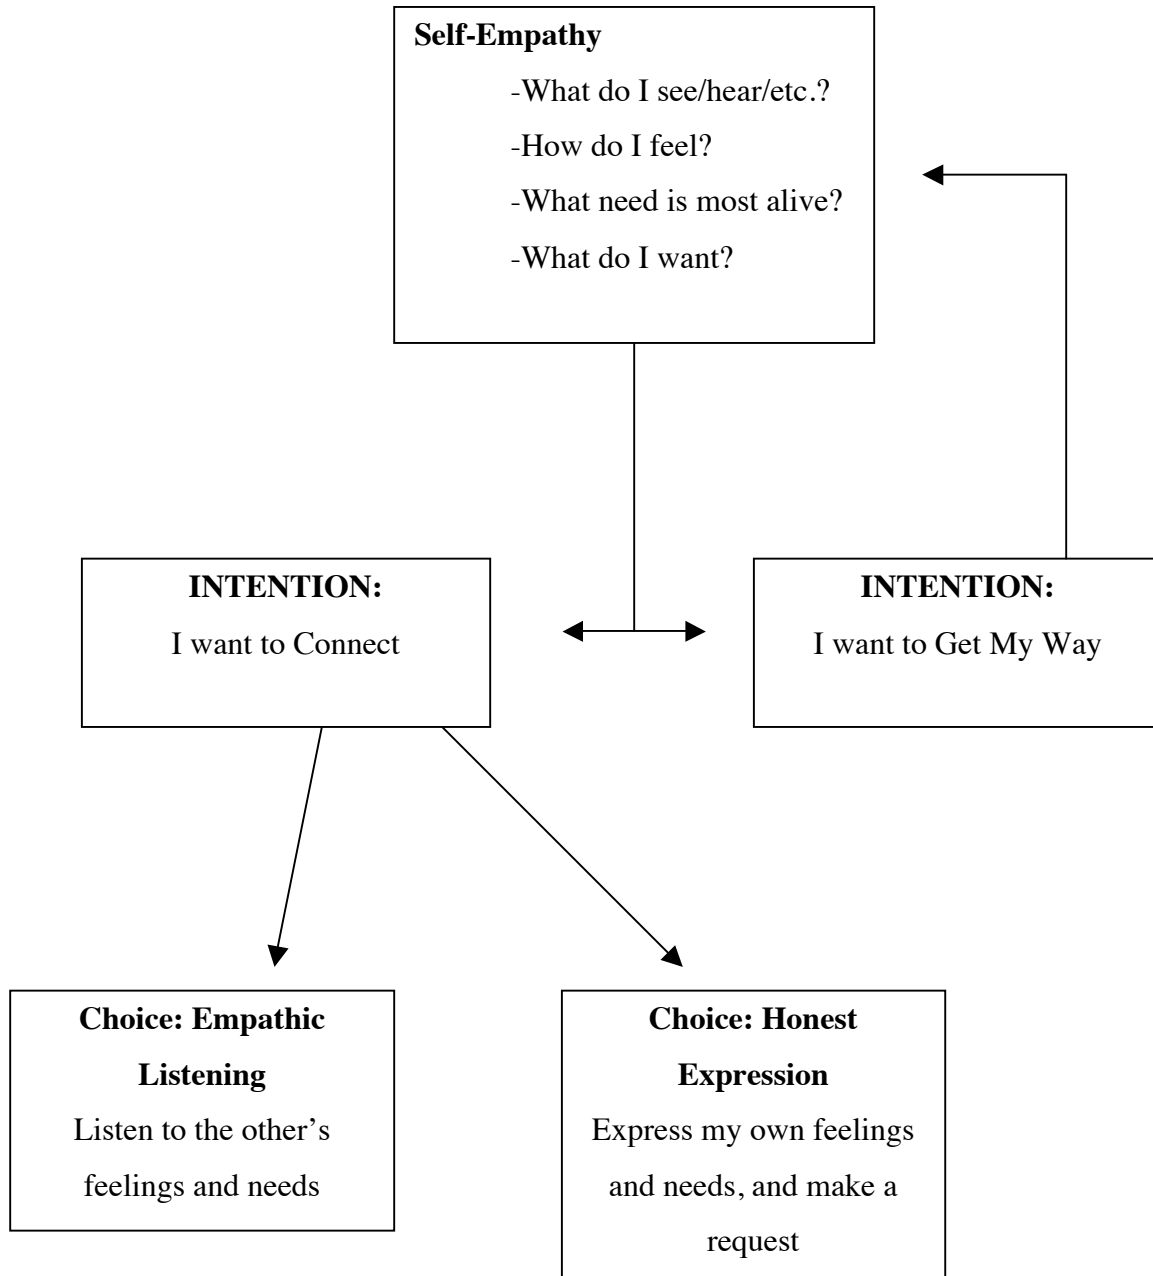 Self-Empathy
-What do I see/hear/etc.?
-How do I feel?
-What need is most alive?
-What do I want?
INTENTION:
I want to Connect
INTENTION:
I want to Get My Way
Choice: Empathic
Listening
Listen to the other’s
feelings and needs
Choice: Honest
Expression
Express my own feelings
and needs, and make a
request